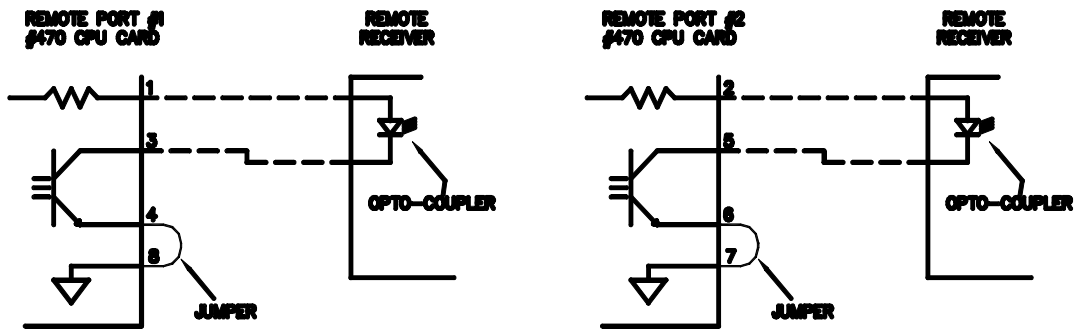 REMOTE PORT #1
#470 CPU CARD
REMOTE
RECEIVER
1
3
4
8
OPTO-COUPLER
JUMPER
REMOTE PORT #2
#470 CPU CARD
REMOTE
RECEIVER
2
5
6
7
OPTO-COUPLER
JUMPER